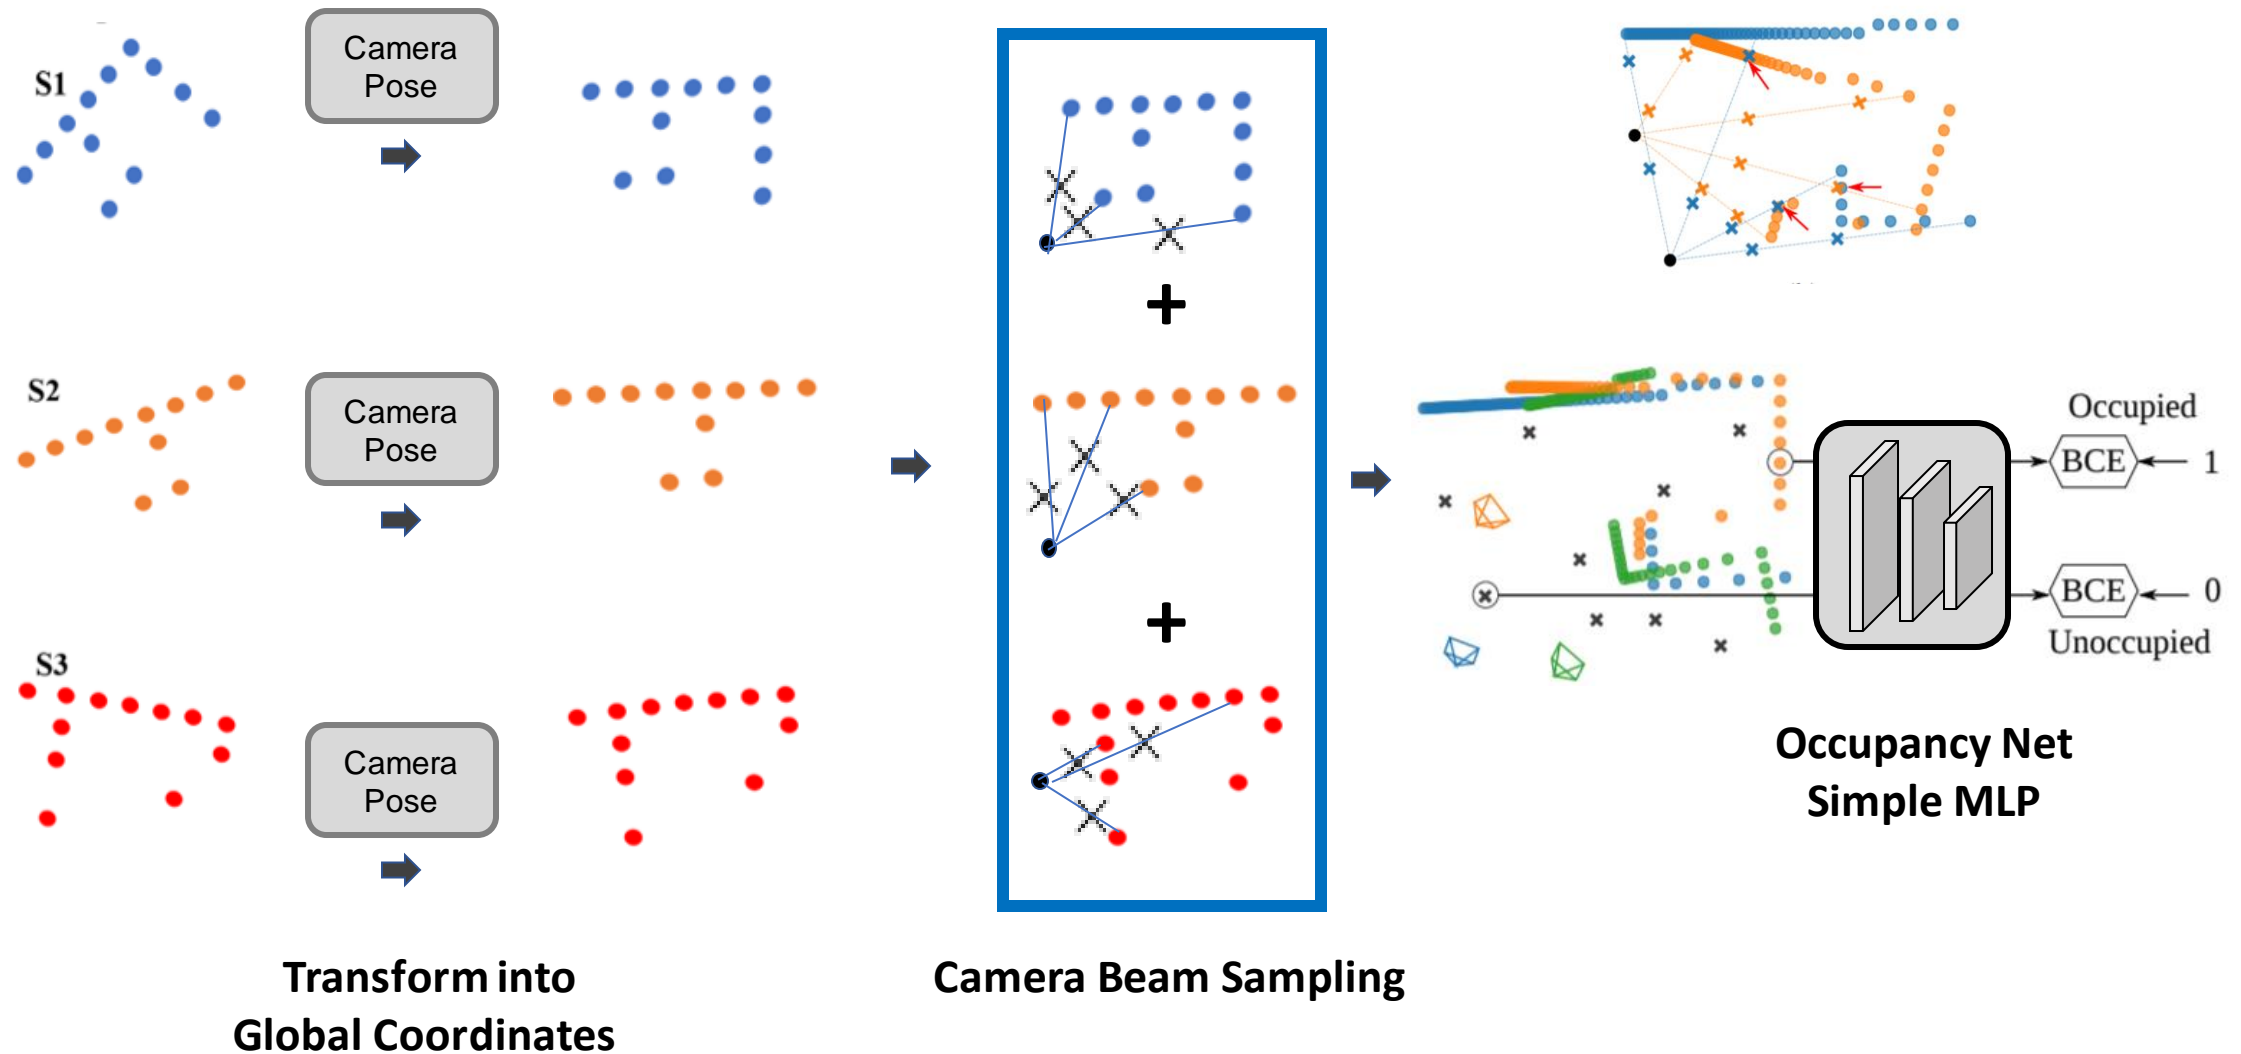 S1
Camera
Pose
S2
Camera
Pose
S3
Camera
Pose
Transform into
Global Coordinates
+
+
Camera Beam Sampling
Occupied
BCE
1
BCE
0
Unoccupied
Occupancy Net
Simple MLP